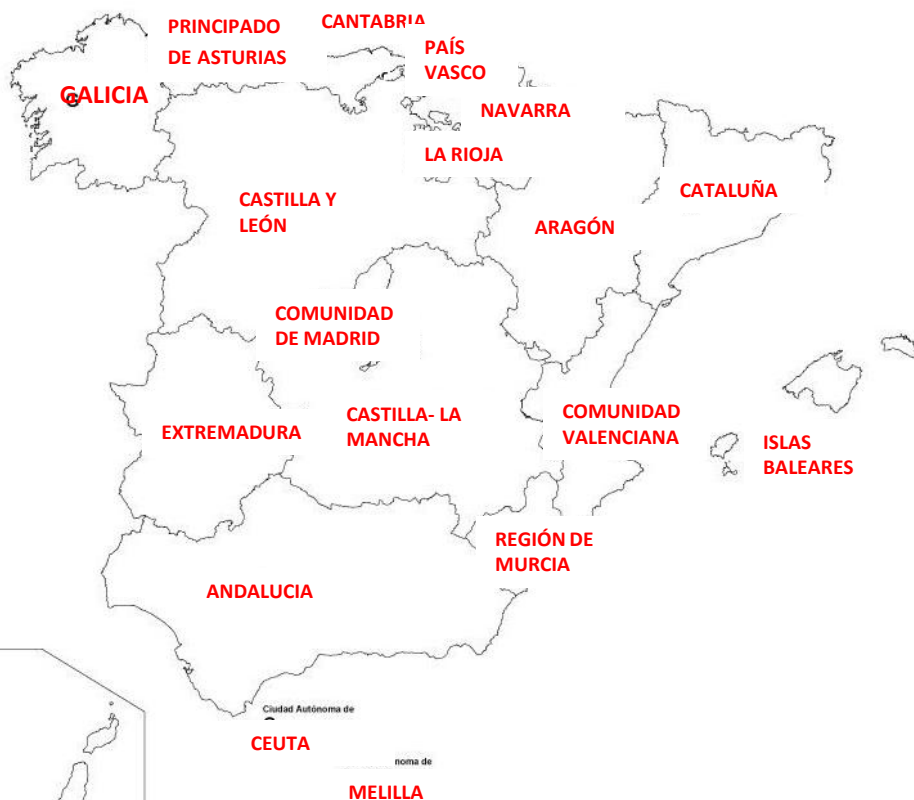 PRINCIPADO
DE ASTURIAS
CANTABRIA
PAÍS
VASCO
GALICIA
NAVARRA
LA RIOJA
CASTILLA Y
LEÓN
ARAGÓN
CATALUÑA
COMUNIDAD
DE MADRID
EXTREMADURA
CASTILLA- LA
MANCHA
COMUNIDAD
VALENCIANA
ISLAS
BALEARES
REGIÓN DE
MURCIA
ANDALUCIA
Ciudad Autónoma de
CEUTA
noma de
MELILLA